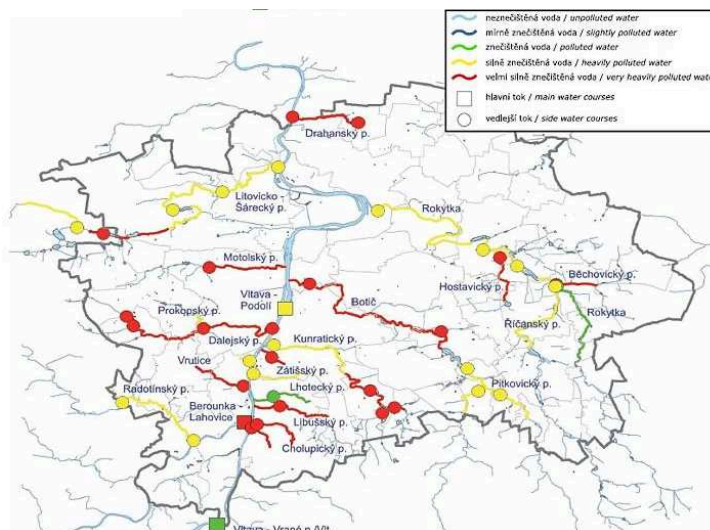 neznečištěná voda / unpolluted water
mírně znečištěná voda / slightly polluted water
znečištěná voda / polluted water
silně znečištěná voda / heavily polluted water
velmi silně znečištěná voda / very heavily polluted water
hlavní tok / main water courses
vedlejší tok / side water courses
Drahanský p.
Litovicko -
Šárecký p.
Rokytka
Motolský p.
Hostavický p.
Běchovický p.
Vltava -
Podolí
Botič
Rokytka
Prokopský p.
Říčanský p.
Dalejský p.
Kunratický p.
Vrutice
Zátišský p.
Radotínský p.
Lhotecký p.
Pitkovický p.
Berounka -
Lahovice
Libušský p.
Cholupický p.